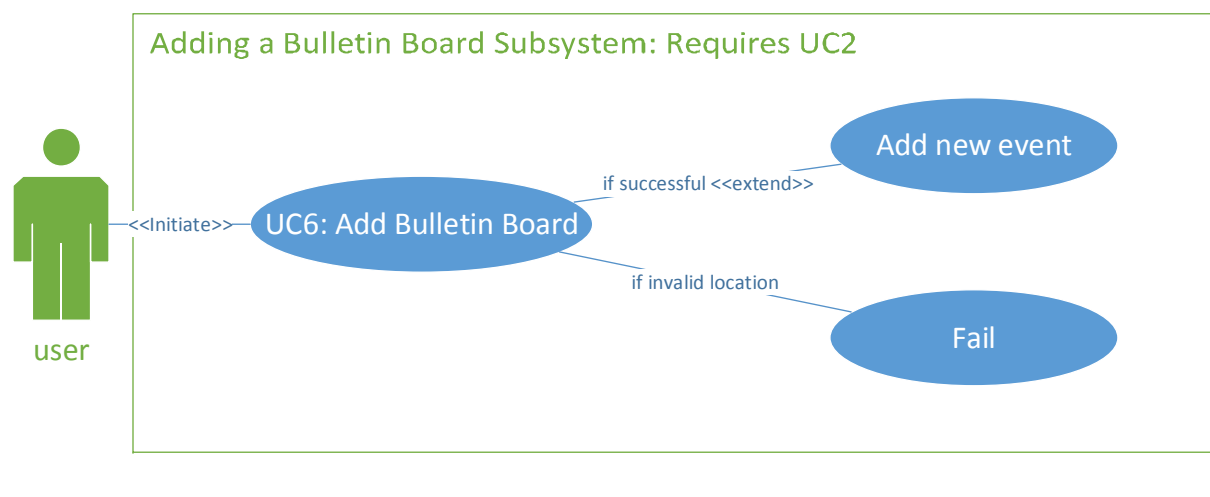 Adding a Bulletin Board Subsystem: Requires UC2
Add new event
if successful <<extend>>
<<Initiate>>
UC6: Add Bulletin Board
if invalid location
Fail
user